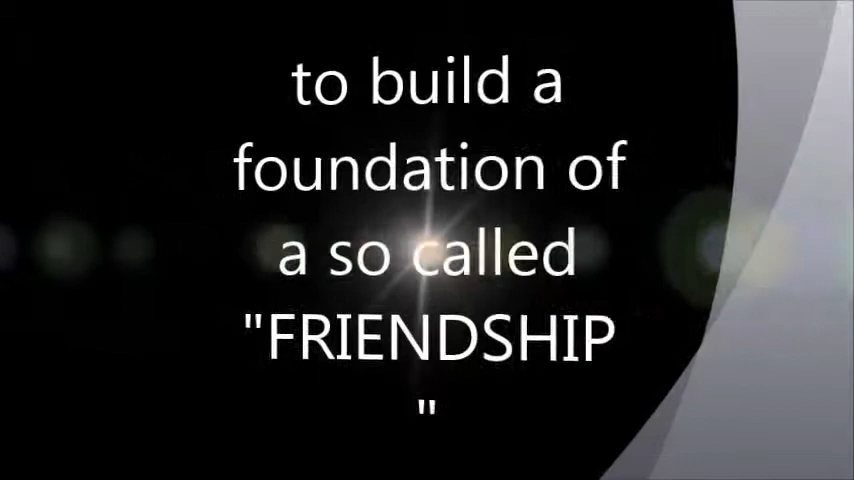 to build a
foundation of
a so called
"FRIENDSHIP
"